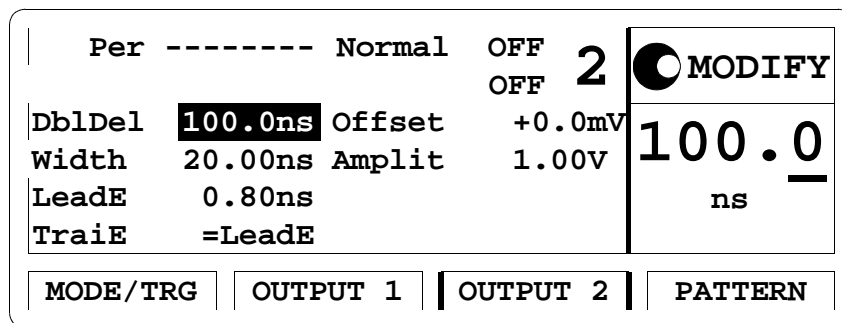 Per -------- Normal OFF 2 MODIFY
OFF
DblDel 100.0ns Offset +0.0mV 100.0
Width 20.00ns Amplit 1.00V
LeadE 0.80ns ns
TraiE =LeadE
MODE/TRG OUTPUT 1 OUTPUT 2 PATTERN